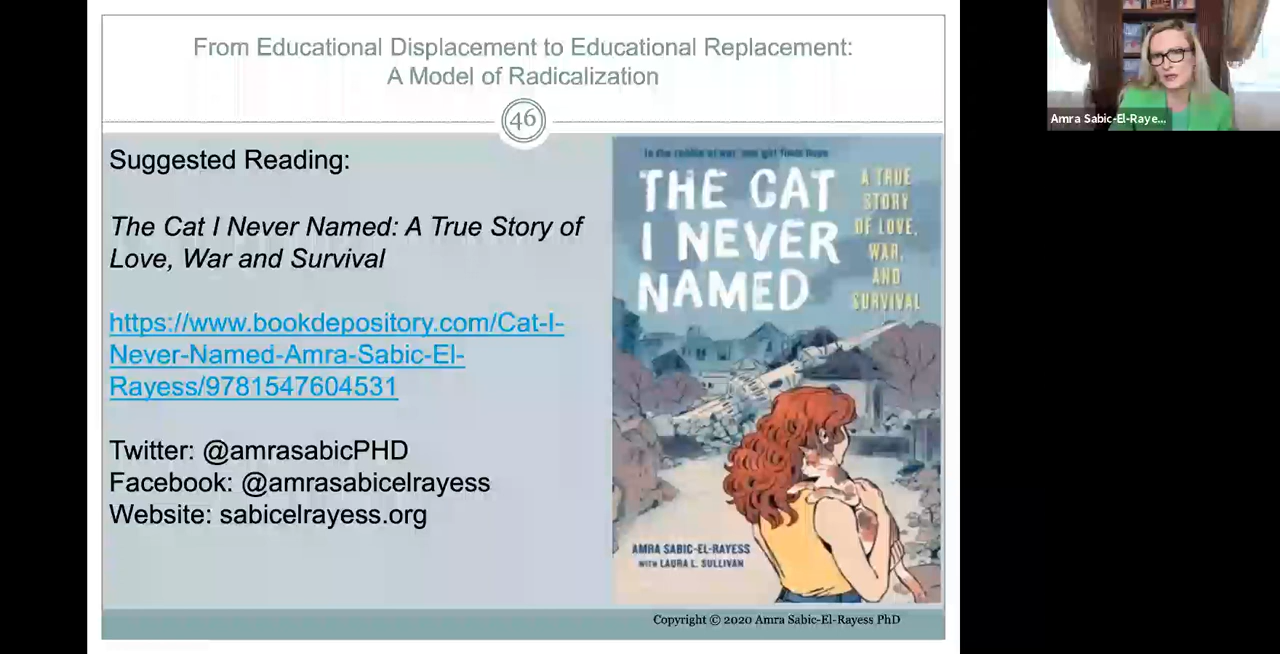 From Educational Displacement to Educational Replacement:
A Model of Radicalization
46
Suggested Reading:
The Cat I Never Named: A True Story of
Love, War and Survival
https://www.bookdepository.com/Cat-I-
Never-Named-Amra-Sabic-El-
Rayess/9781547604531
Twitter: @amrasabicPHD
Facebook: @amrasabicelrayess
Website: sabicelrayess.org
In the middle of war, one girl finds hope
THE CAT
I NEVER
NAMED
A TRUE
STORY
OF LOVE,
WAR,
AND
SURVIVAL
AMRA SABIC-EL-RAYESS
WITH LAURA L. SULLIVAN
Copyright © 2020 Amra Sabic-El-Rayess PhD
Amra Sabic-El-Raye...